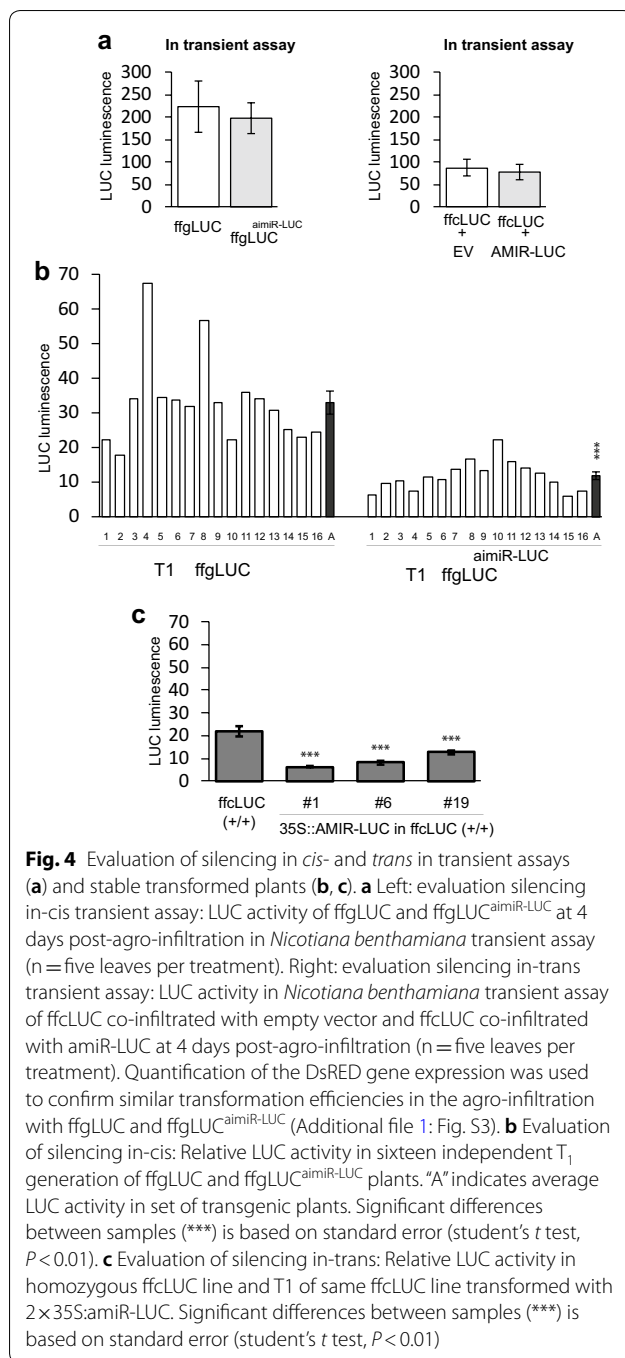 a
In transient assay
In transient assay
LUC luminescence
300
250
200
150
100
50
0
ffgLUC
ffgLUC aimiR-LUC
LUC luminescence
300
250
200
150
100
50
0
ffcLUC + EV
ffcLUC + AMIR-LUC
b
LUC luminescence
70
60
50
40
30
20
10
0
1 2 3 4 5 6 7 8 9 10 11 12 13 14 15 16 A
T1 ffgLUC
***
1 2 3 4 5 6 7 8 9 10 11 12 13 14 15 16 A
T1 ffgLUC aimiR-LUC
c
LUC luminescence
70
60
50
40
30
20
10
0
***
***
***
ffcLUC (+/+)
#1 #6 #19
35S::AMIR-LUC in ffcLUC (+/+)
Fig. 4 Evaluation of silencing in cis- and trans in transient assays
(a) and stable transformed plants (b, c). a Left: evaluation silencing
in-cis transient assay: LUC activity of ffgLUC and ffgLUCaimiR-LUC at 4
days post-agro-infiltration in Nicotiana benthamiana transient assay
(n = five leaves per treatment). Right: evaluation silencing in-trans
transient assay: LUC activity in Nicotiana benthamiana transient assay
of ffcLUC co-infiltrated with empty vector and ffcLUC co-infiltrated
with amiR-LUC at 4 days post-agro-infiltration (n = five leaves per
treatment). Quantification of the DsRED gene expression was used
to confirm similar transformation efficiencies in the agro-infiltration
with ffgLUC and ffgLUCaimiR-LUC (Additional file 1: Fig. S3). b Evaluation
of silencing in-cis: Relative LUC activity in sixteen independent T1
generation of ffgLUC and ffgLUCaimiR-LUC plants. “A” indicates average
LUC activity in set of transgenic plants. Significant differences
between samples (***) is based on standard error (student’s t test,
P < 0.01). c Evaluation of silencing in-trans: Relative LUC activity in
homozygous ffcLUC line and T1 of same ffcLUC line transformed with
2 × 35S:amiR-LUC. Significant differences between samples (***) is
based on standard error (student’s t test, P < 0.01)